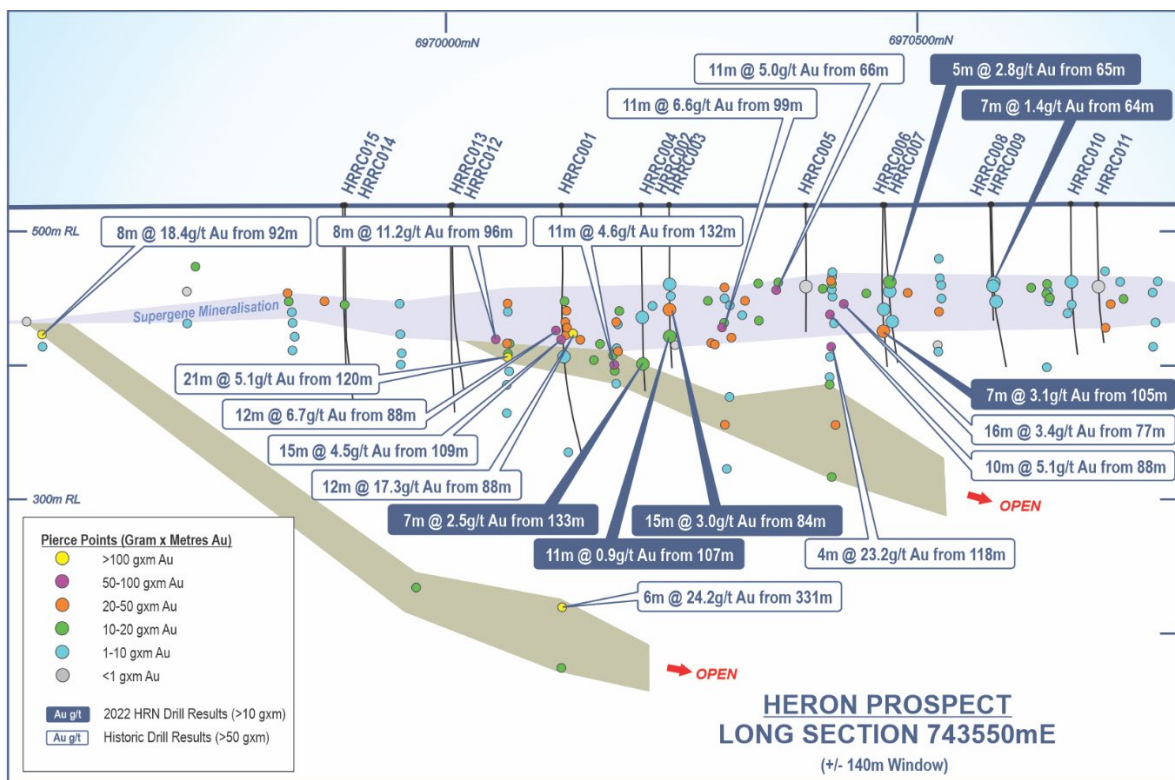 6970000mN
6970500mN
11m @ 5.0g/t Au from 66m
5m @ 2.8g/t Au from 65m
11m @ 6.6g/t Au from 99m
7m @ 1.4g/t Au from 64m
HRRC015
HRRC014
HRRC013
HRRC012
HRRC001
HRRC004
HRRC002
HRRC003
HRRC005
HRRC006
HRRC007
HRRC008
HRRC009
HRRC010
HRRC011
500m RL
8m @ 18.4g/t Au from 92m
8m @ 11.2g/t Au from 96m
11m @ 4.6g/t Au from 132m
Supergene Mineralisation
21m @ 5.1g/t Au from 120m
12m @ 6.7g/t Au from 88m
15m @ 4.5g/t Au from 109m
12m @ 17.3g/t Au from 88m
7m @ 3.1g/t Au from 105m
16m @ 3.4g/t Au from 77m
10m @ 5.1g/t Au from 88m
300m RL
OPEN
7m @ 2.5g/t Au from 133m
15m @ 3.0g/t Au from 84m
11m @ 0.9g/t Au from 107m
4m @ 23.2g/t Au from 118m
6m @ 24.2g/t Au from 331m
OPEN
Pierce Points (Gram x Metres Au)
>100 gxm Au
50-100 gxm Au
20-50 gxm Au
10-20 gxm Au
1-10 gxm Au
<1 gxm Au
Au g/t 2022 HRN Drill Results (>10 gxm)
Au g/t Historic Drill Results (>50 gxm)
HERON PROSPECT
LONG SECTION 743550mE
(+/- 140m Window)